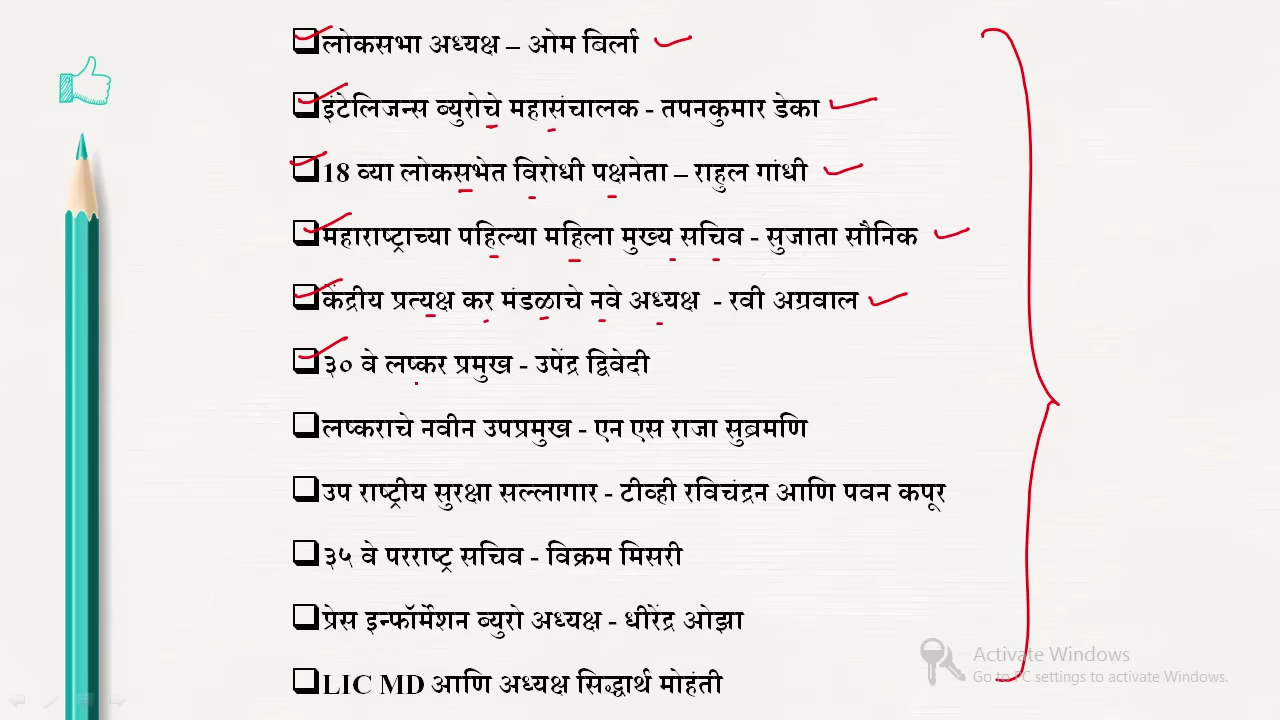 लोकसभा अध्यक्ष – ओम बिर्ला
इंटेलिजन्स ब्युरोचे महासंचालक - तपनकुमार डेका
18 व्या लोकसभेत विरोधी पक्षनेता – राहुल गांधी
महाराष्ट्राच्या पहिल्या महिला मुख्य सचिव - सुजाता सौनिक
केंद्रीय प्रत्यक्ष कर मंडळाचे नवे अध्यक्ष - रवी अग्रवाल
३० वे लष्कर प्रमुख - उपेंद्र द्विवेदी
लष्कराचे नवीन उपप्रमुख - एन एस राजा सुब्रमणि
उप राष्ट्रीय सुरक्षा सल्लागार - टीव्ही रविचंद्रन आणि पवन कपूर
३५ वे परराष्ट्र सचिव - विक्रम मिसरी
प्रेस इन्फॉर्मेशन ब्युरो अध्यक्ष - धीरेंद्र ओझा
LIC MD आणि अध्यक्ष सिद्धार्थ मोहंती
Activate Windows
Go to PC settings to activate Windows.